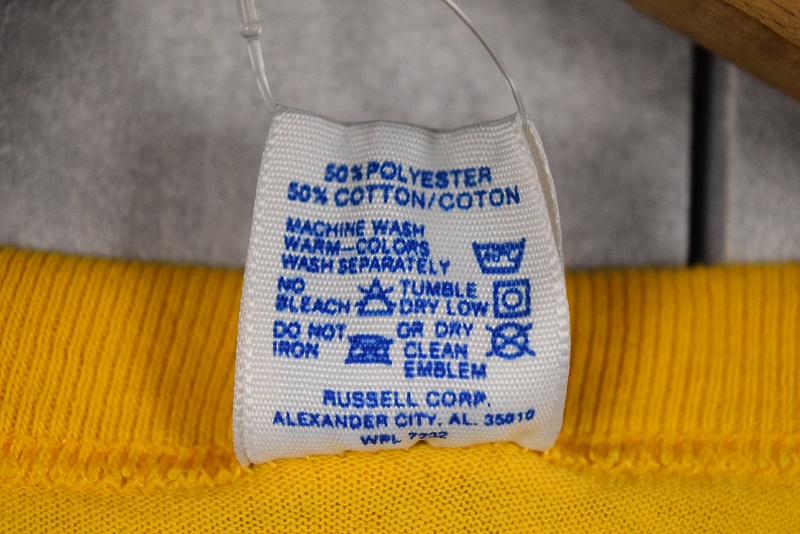 50% POLYESTER
50% COTTON/COTON
MACHINE WASH
WARM–COLORS
WASH SEPARATELY
NO BLEACH
TUMBLE DRY LOW
DO NOT IRON
OR DRY CLEAN EMBLEM
RUSSELL CORP.
ALEXANDER CITY, AL. 35010
WPL